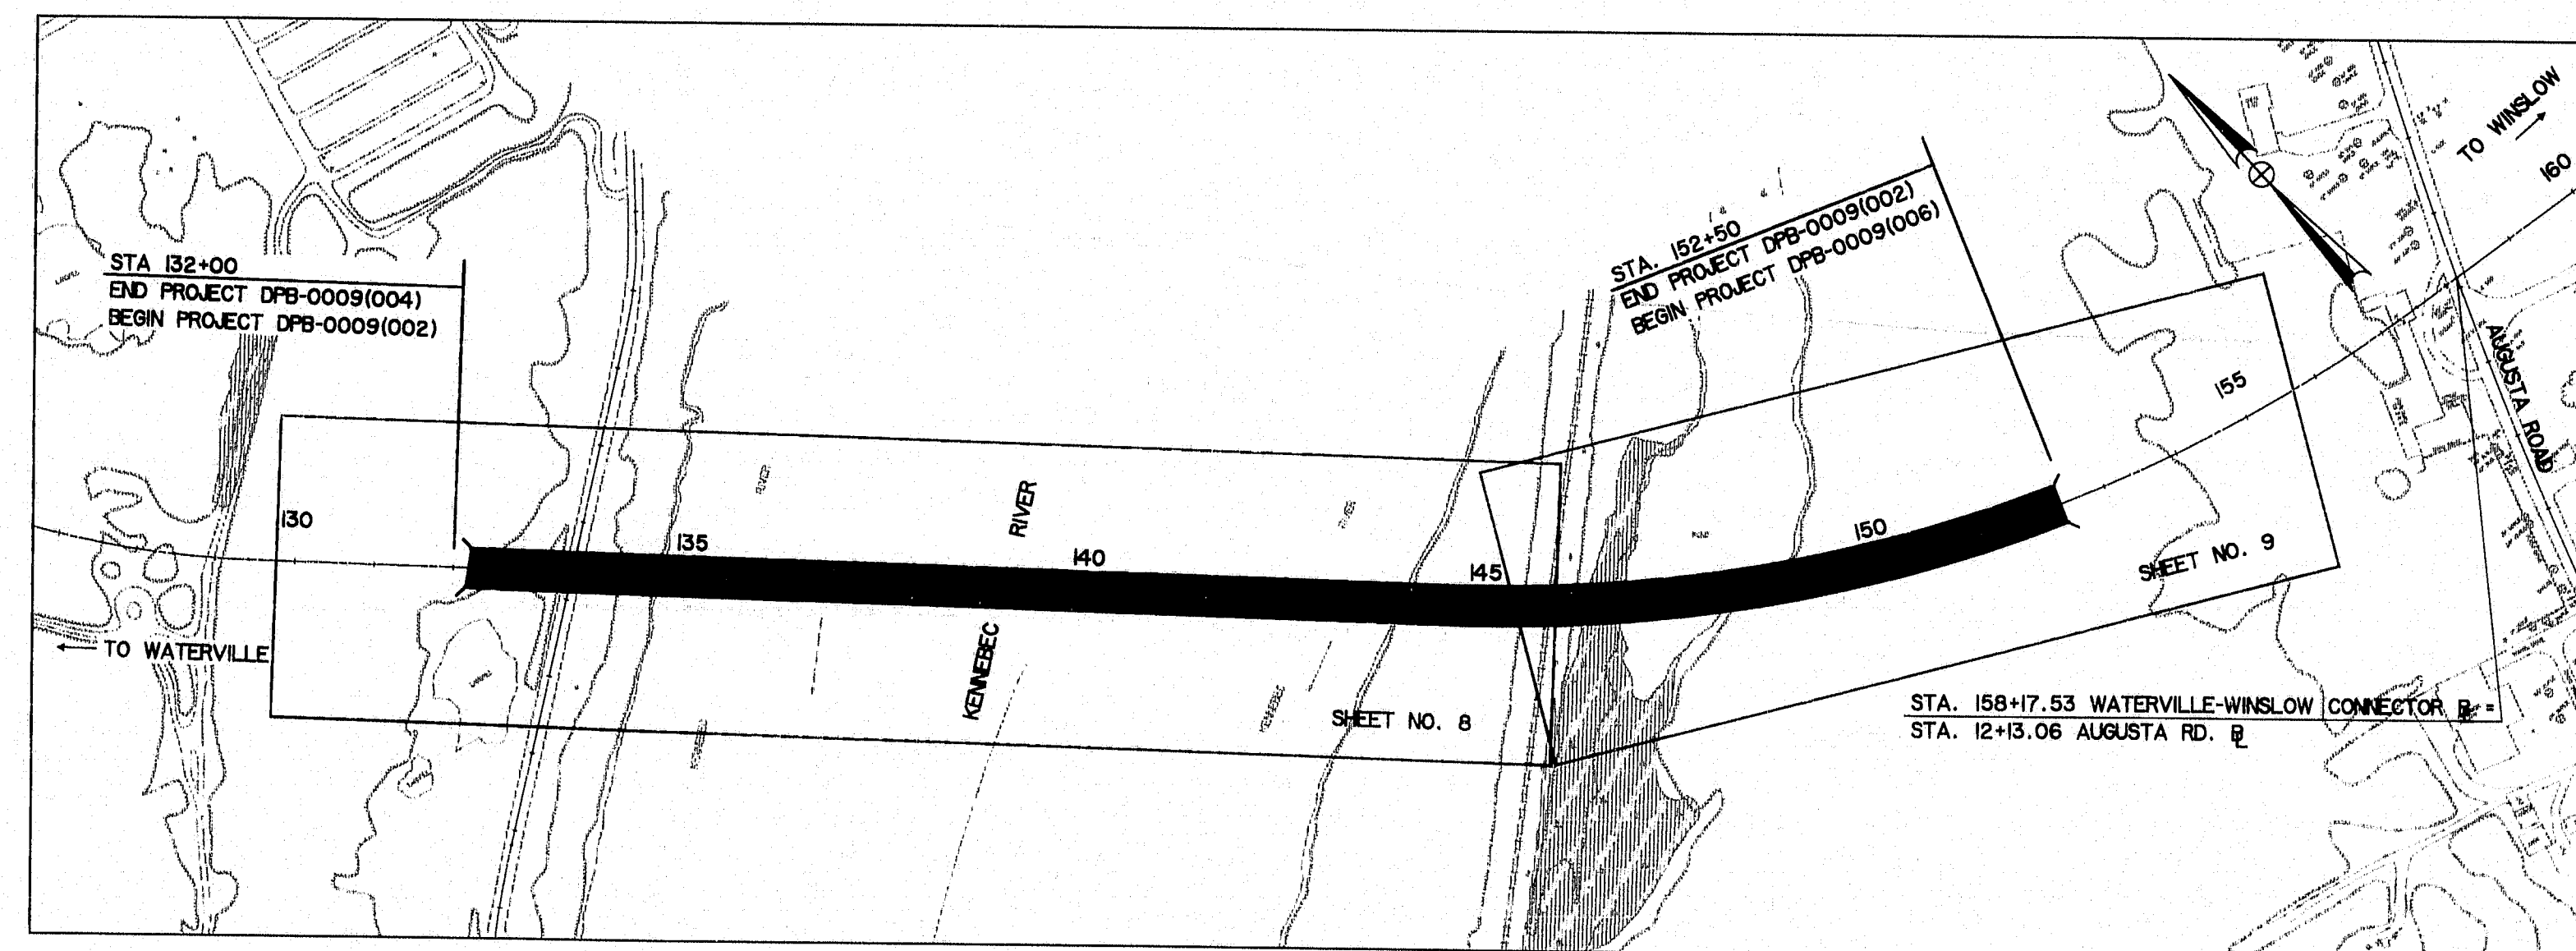 STA 132+00
END PROJECT DPB-0009(004)
BEGIN PROJECT DPB-0009(002)
STA. 152+50
END PROJECT DPB-0009(002)
BEGIN PROJECT DPB-0009(006)
TO WINSLOW
160
AUGUSTA ROAD
155
130
135
RIVER
140
145
150
SHEET NO. 9
TO WATERVILLE
KENNEBEC
SHEET NO. 8
STA. 158+17.53 WATERVILLE-WINSLOW CONNECTOR BL =
STA. 12+13.06 AUGUSTA RD. BL